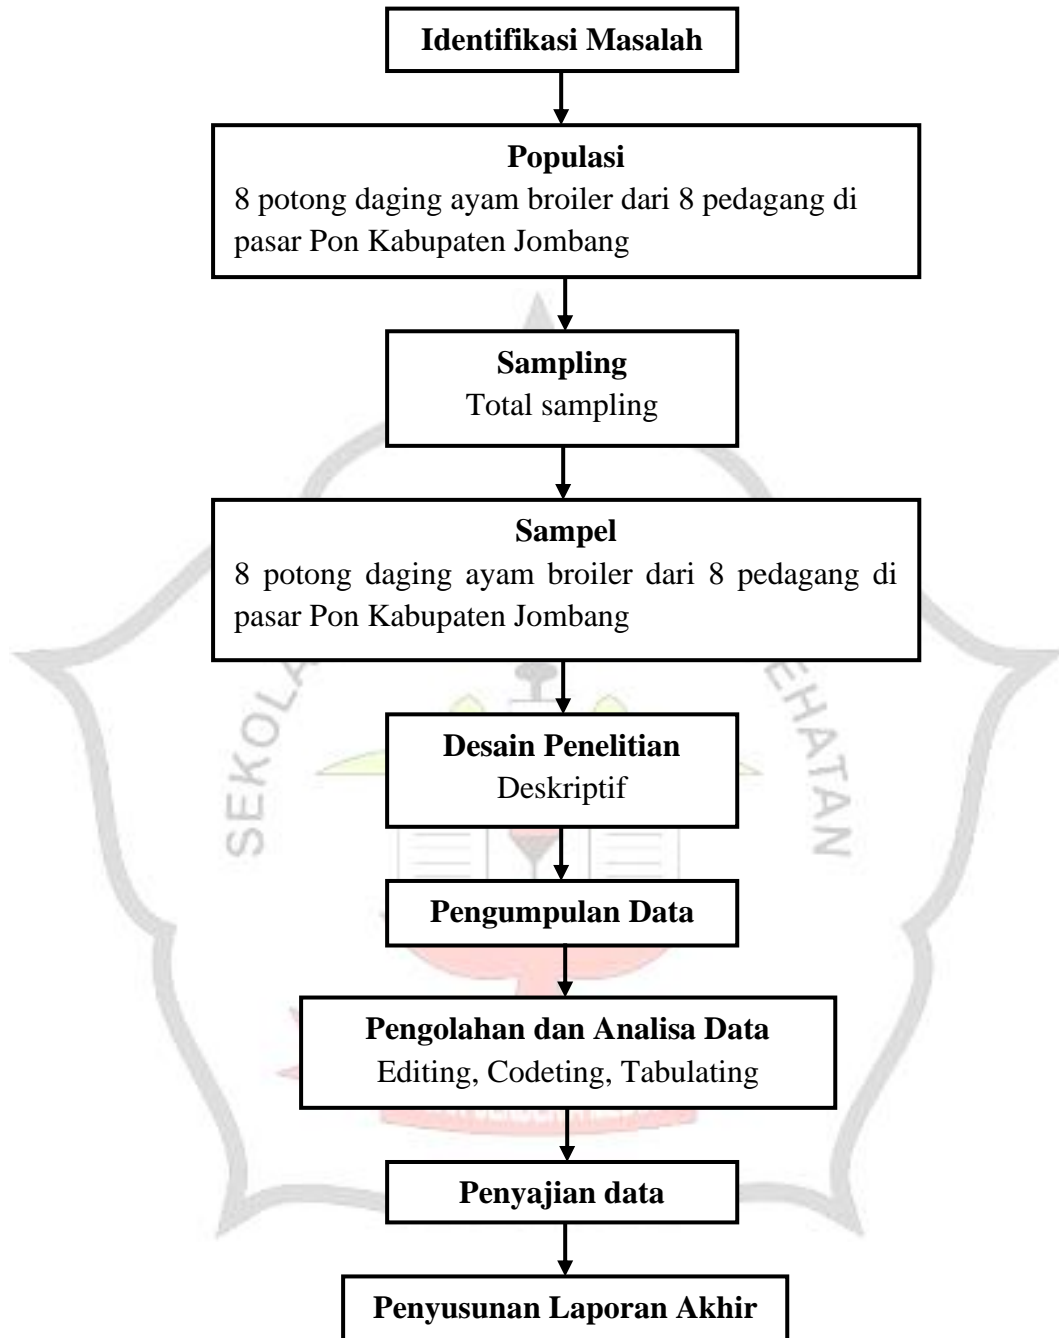 Identifikasi Masalah
Populasi
8 potong daging ayam broiler dari 8 pedagang di
pasar Pon Kabupaten Jombang
Sampling
Total sampling
Sampel
8 potong daging ayam broiler dari 8 pedagang di
pasar Pon Kabupaten Jombang
SEKOLA
EHATAN
Desain Penelitian
Deskriptif
Pengumpulan Data
Pengolahan dan Analisa Data
Editing, Codeting, Tabulating
Penyajian data
Penyusunan Laporan Akhir